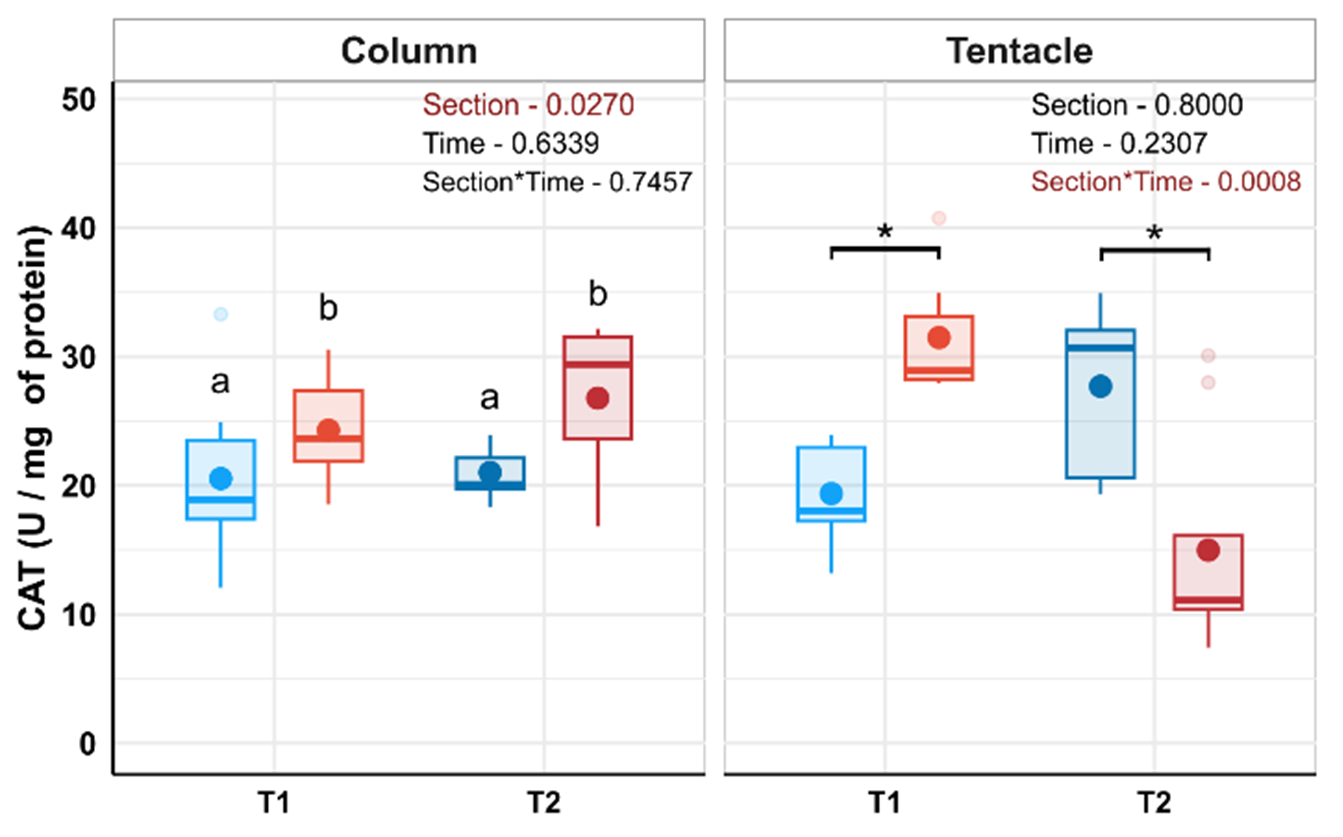 Column
Tentacle
CAT (U / mg of protein)
50
40
30
20
10
0
Section - 0.0270
Time - 0.6339
Section*Time - 0.7457
a
b
a
b
Section - 0.8000
Time - 0.2307
Section*Time - 0.0008
*
*
T1
T2
T1
T2